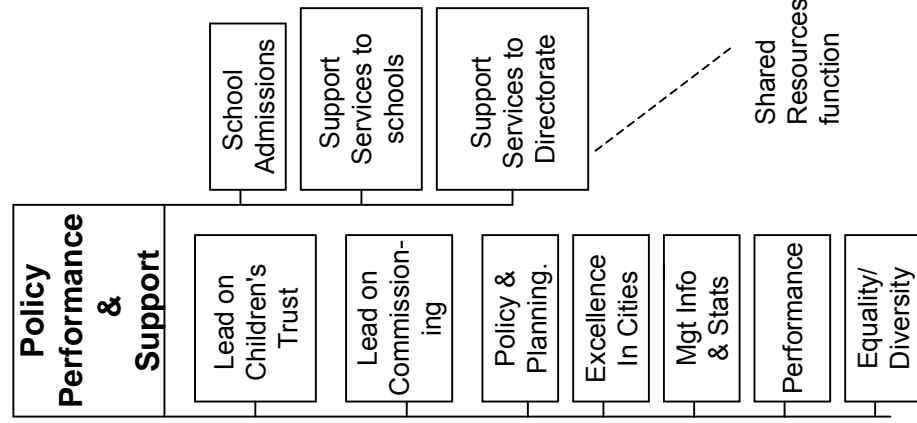 Policy
Performance
&
Support
School
Admissions
Support
Services to
schools
Support
Services to
Directorate
Shared
Resources
function
Lead on
Children's
Trust
Lead on
Commission-
ing
Policy &
Planning.
Excellence
In Cities
Mgt Info
& Stats
Performance
Equality/
Diversity